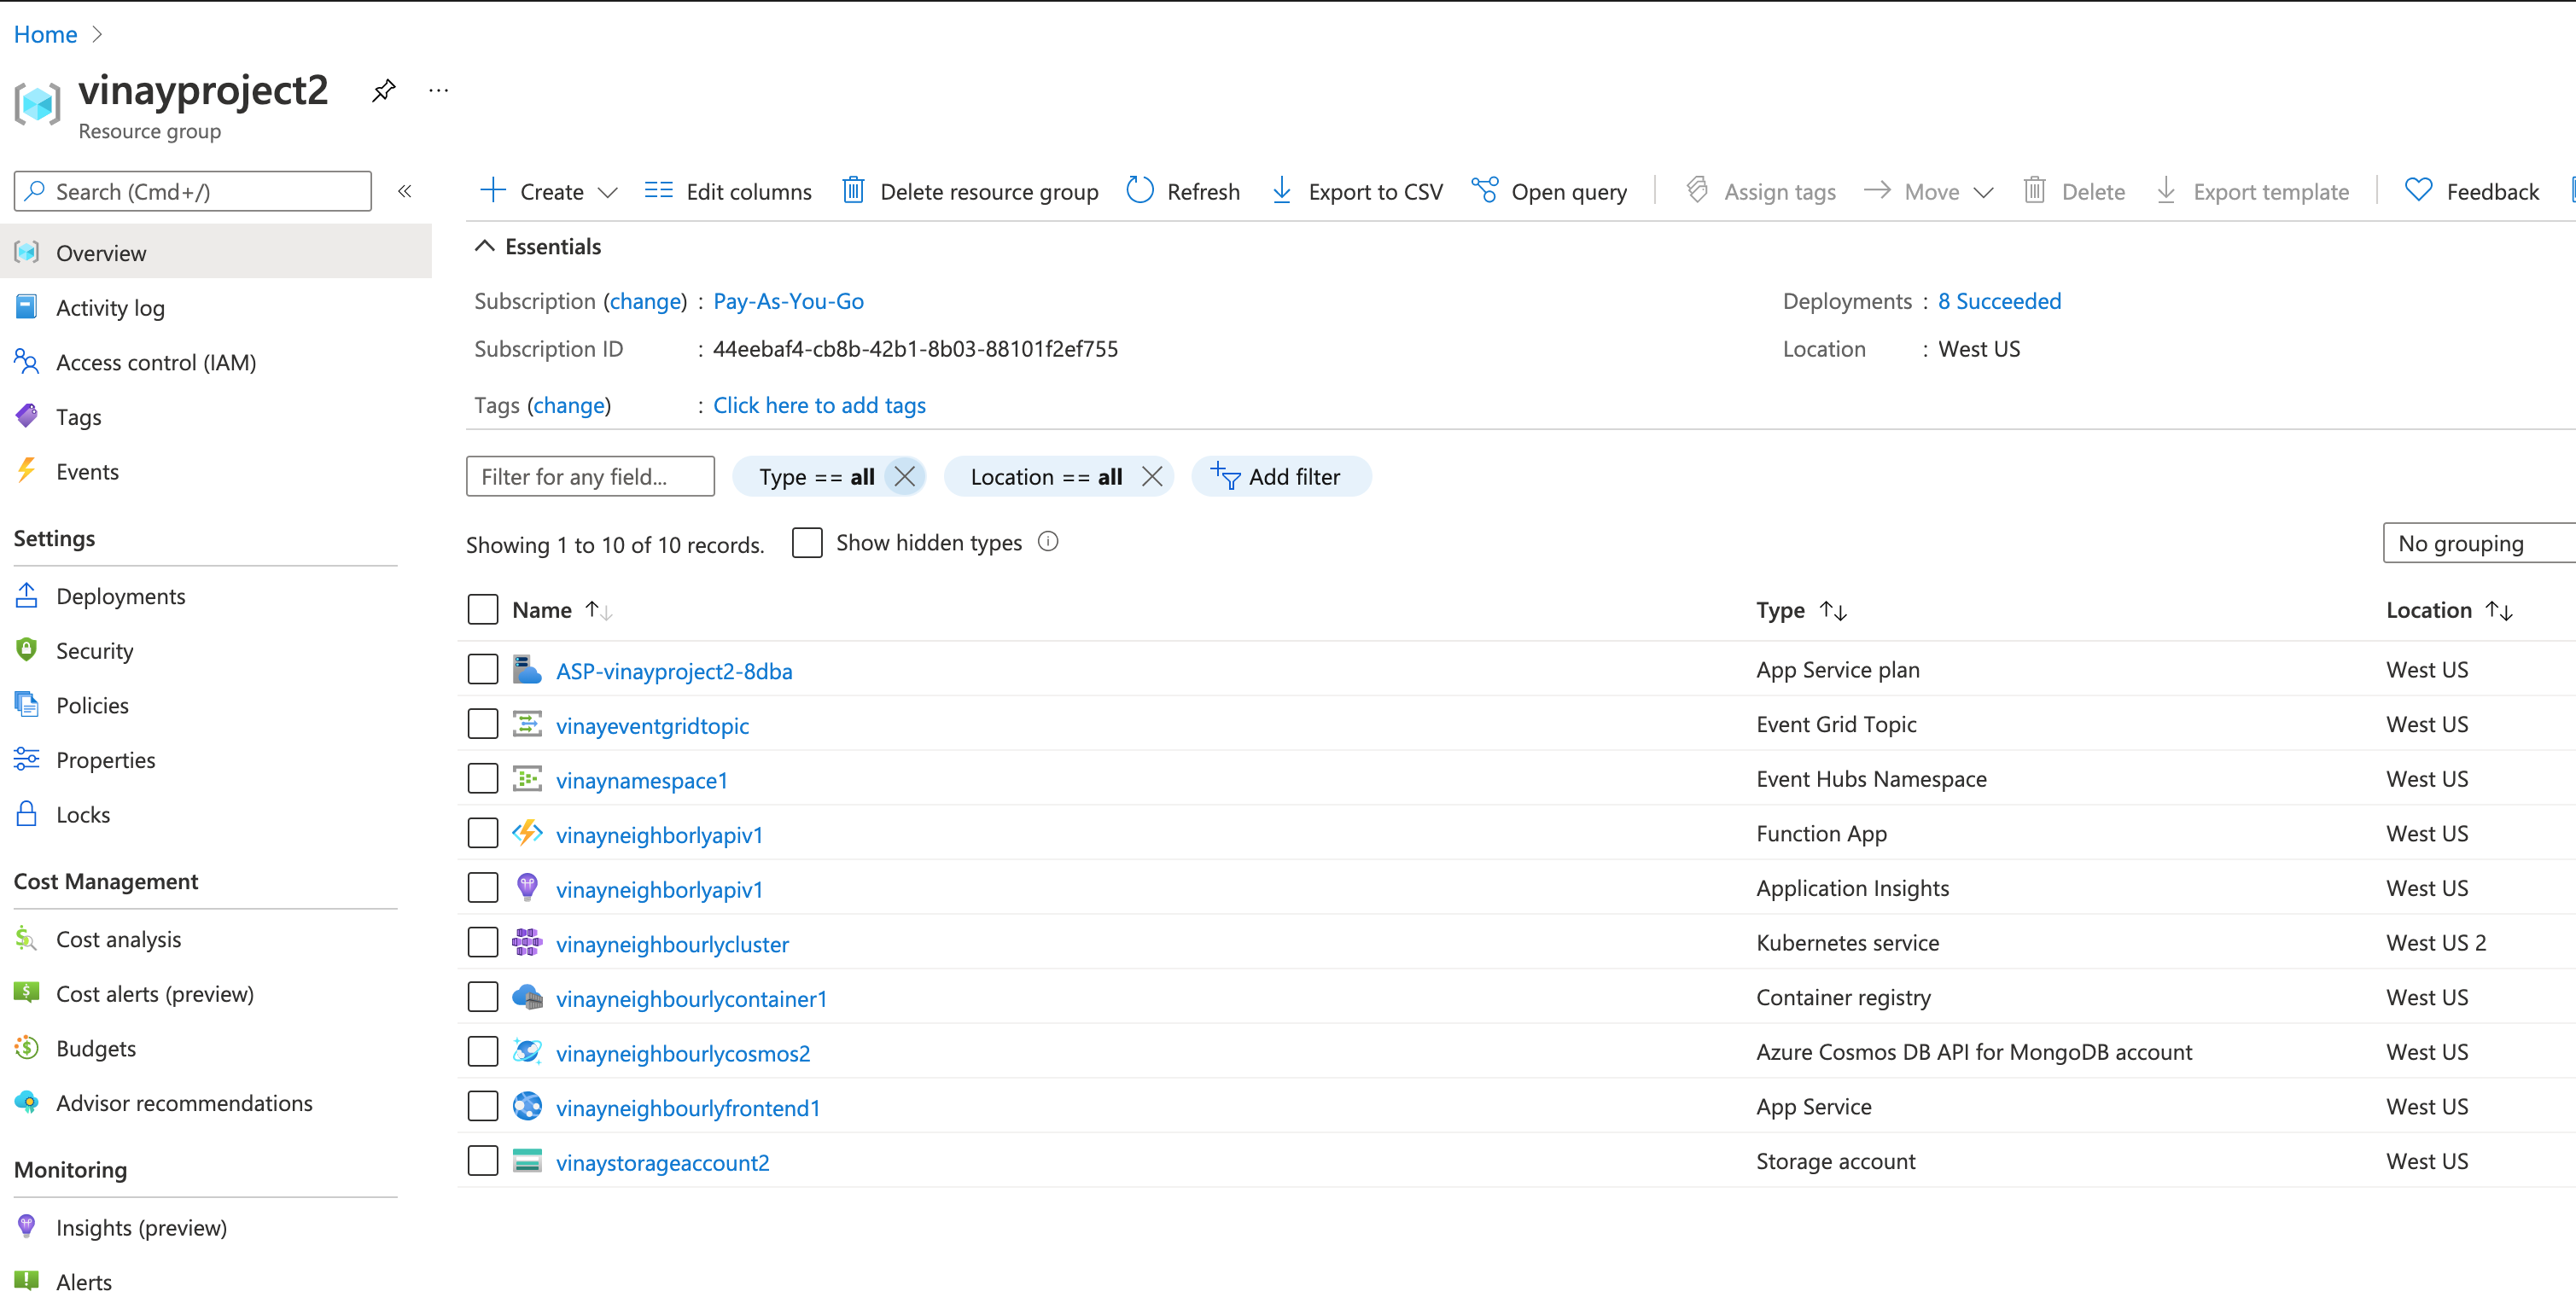 Home
vinayproject2
Resource group
Search (Cmd+/)
Overview
Activity log
Access control (IAM)
Tags
Events
Settings
Deployments
Security
Policies
Properties
Locks
Cost Management
Cost analysis
Cost alerts (preview)
Budgets
Advisor recommendations
Monitoring
Insights (preview)
Alerts
Create Edit columns Delete resource group Refresh Export to CSV Open query Assign tags Move Delete Export template Feedback
Essentials
Subscription (change) : Pay-As-You-Go Deployments : 8 Succeeded
Subscription ID : 44eebaf4-cb8b-42b1-8b03-88101f2ef755 Location : West US
Tags (change) : Click here to add tags
Filter for any field... Type == all Location == all Add filter
Showing 1 to 10 of 10 records. Show hidden types No grouping
Name Type Location
ASP-vinayproject2-8dba App Service plan West US
vinayeventgridtopic Event Grid Topic West US
vinaynamespace1 Event Hubs Namespace West US
vinayneighborlyapiv1 Function App West US
vinayneighborlyapiv1 Application Insights West US
vinayneighbourlycluster Kubernetes service West US 2
vinayneighbourlycontainer1 Container registry West US
vinayneighbourlycosmos2 Azure Cosmos DB API for MongoDB account West US
vinayneighbourlyfrontend1 App Service West US
vinaystorageaccount2 Storage account West US